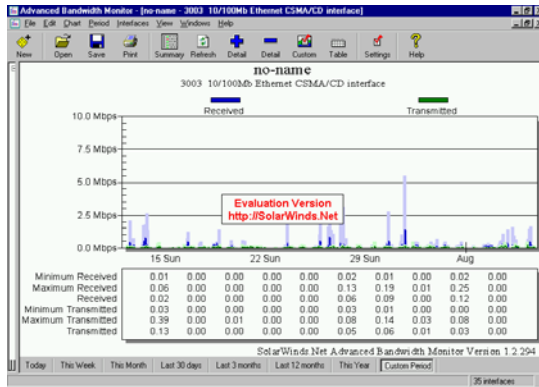 Advanced Bandwidth Monitor - [no-name - 3003 10/100Mb Ethernet CSMA/CD interface]
File Edit Chart Period Interfaces View Windows Help
New Open Save Print Summary Refresh Detail Detail Custom Table Settings Help
no-name
3003 10/100Mb Ethernet CSMA/CD interface
Received Transmitted
10.0 Mbps
7.5 Mbps
5.0 Mbps
Evaluation Version
http://SolarWinds.Net
2.5 Mbps
0.0 Mbps
15 Sun 22 Sun 29 Sun Aug
Minimum Received 0.01 0.00 0.00 0.00 0.00 0.02 0.01 0.00 0.02 0.00
Maximum Received 0.06 0.00 0.00 0.00 0.00 0.13 0.19 0.01 0.25 0.00
Received 0.02 0.00 0.00 0.00 0.00 0.06 0.09 0.00 0.12 0.00
Minimum Transmitted 0.03 0.00 0.00 0.00 0.00 0.03 0.01 0.00 0.00 0.00
Maximum Transmitted 0.39 0.00 0.01 0.00 0.00 0.08 0.14 0.03 0.08 0.00
Transmitted 0.13 0.00 0.00 0.00 0.00 0.05 0.06 0.01 0.03 0.00
SolarWinds.Net Advanced Bandwidth Monitor Version 1.2.294
Today This Week This Month Last 30 days Last 3 months Last 12 months This Year Custom Period
35 interfaces